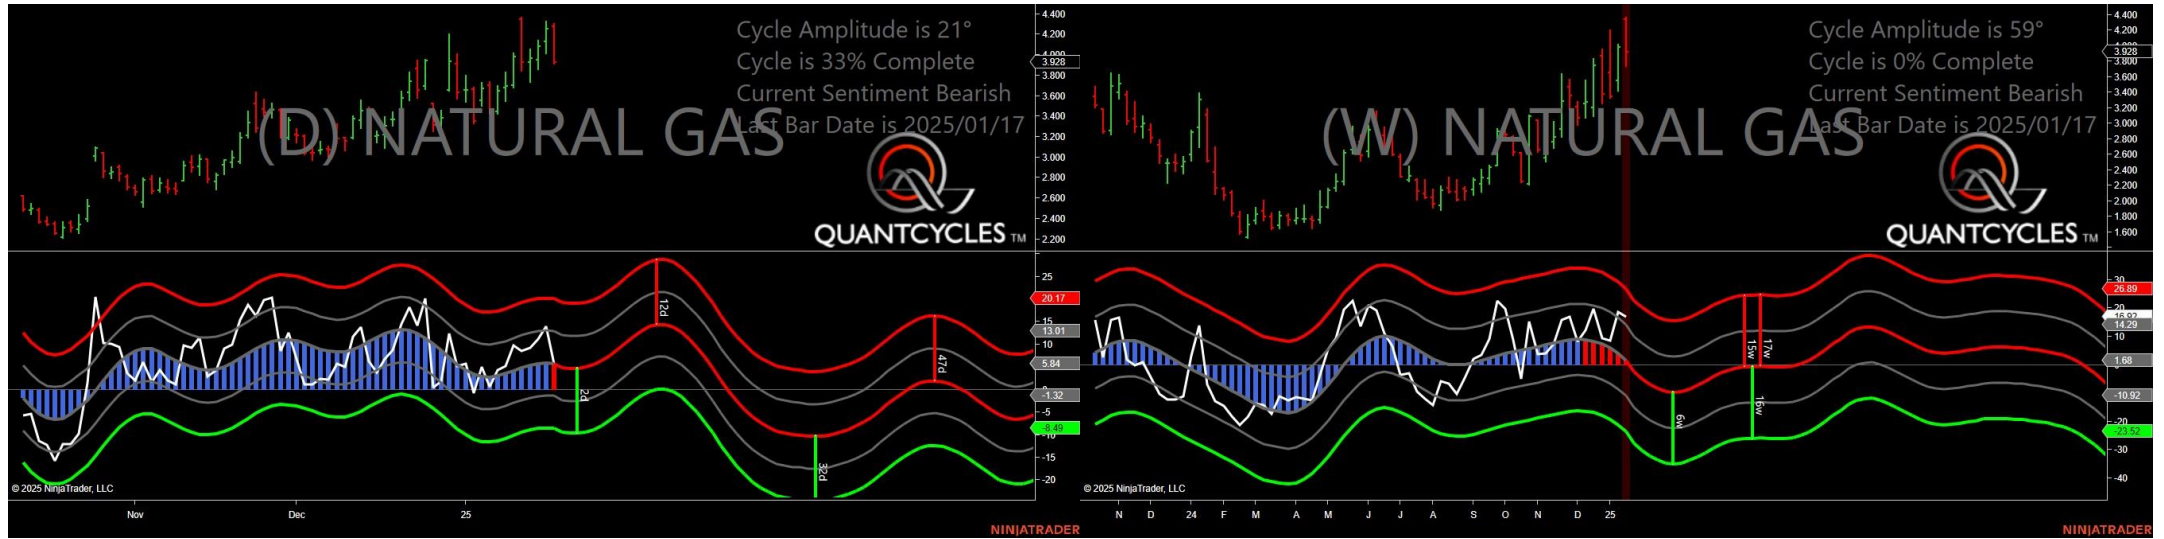 Cycle Amplitude is 21°
Cycle is 33% Complete
Current Sentiment Bearish
Last Bar Date is 2025/01/17
(D) NATURAL GAS
QUANTCYCLES TM
4.400
4.200
4.000
3.928
3.800
3.600
3.400
3.200
3.000
2.800
2.600
2.400
2.200
25
20.17
15
13.01
10
5.84
0
-1.32
-5
-8.49
-10
-15
-20
12d
47d
2d
32d
© 2025 NinjaTrader, LLC
Nov
Dec
25
NINJATRADER
Cycle Amplitude is 59°
Cycle is 0% Complete
Current Sentiment Bearish
Last Bar Date is 2025/01/17
(W) NATURAL GAS
QUANTCYCLES TM
4.400
4.200
3.928
3.800
3.600
3.400
3.200
3.000
2.800
2.600
2.400
2.200
2.000
1.800
1.600
30
26.89
20
16.92
14.29
10
1.68
0
-10.92
-20
-23.52
-30
-40
15w
17w
6w
16w
© 2025 NinjaTrader, LLC
N
D
24
F
M
A
M
J
J
A
S
O
N
D
25
NINJATRADER